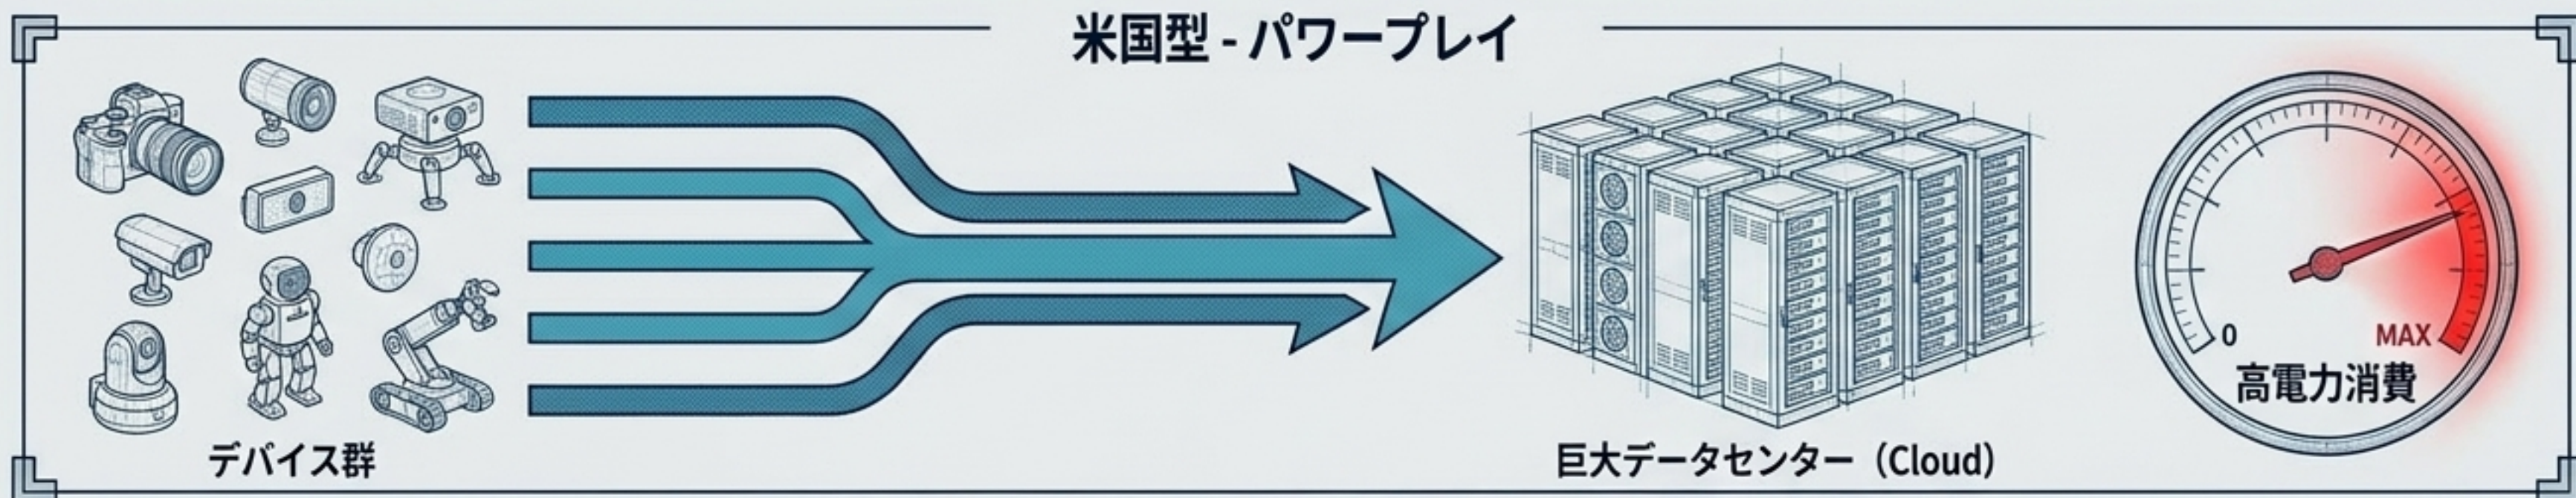 米国型 - パワープレイ
デバイス群
巨大データセンター（Cloud）
0
MAX
高電力消費